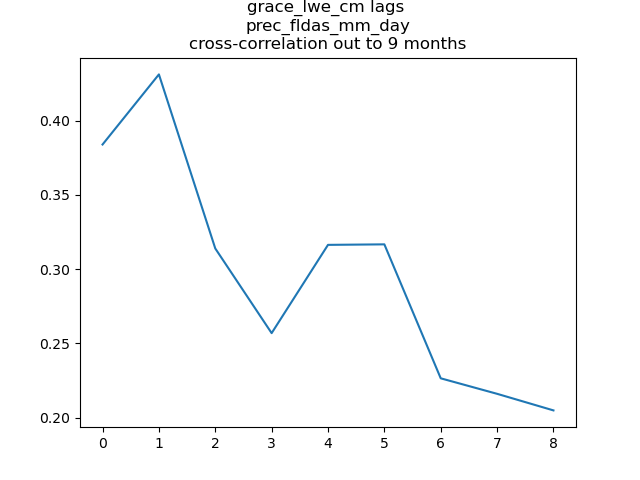 grace_lwe_cm lags
prec_fldas_mm_day
cross-correlation out to 9 months
0.40
0.35
0.30
0.25
0.20
0 1 2 3 4 5 6 7 8